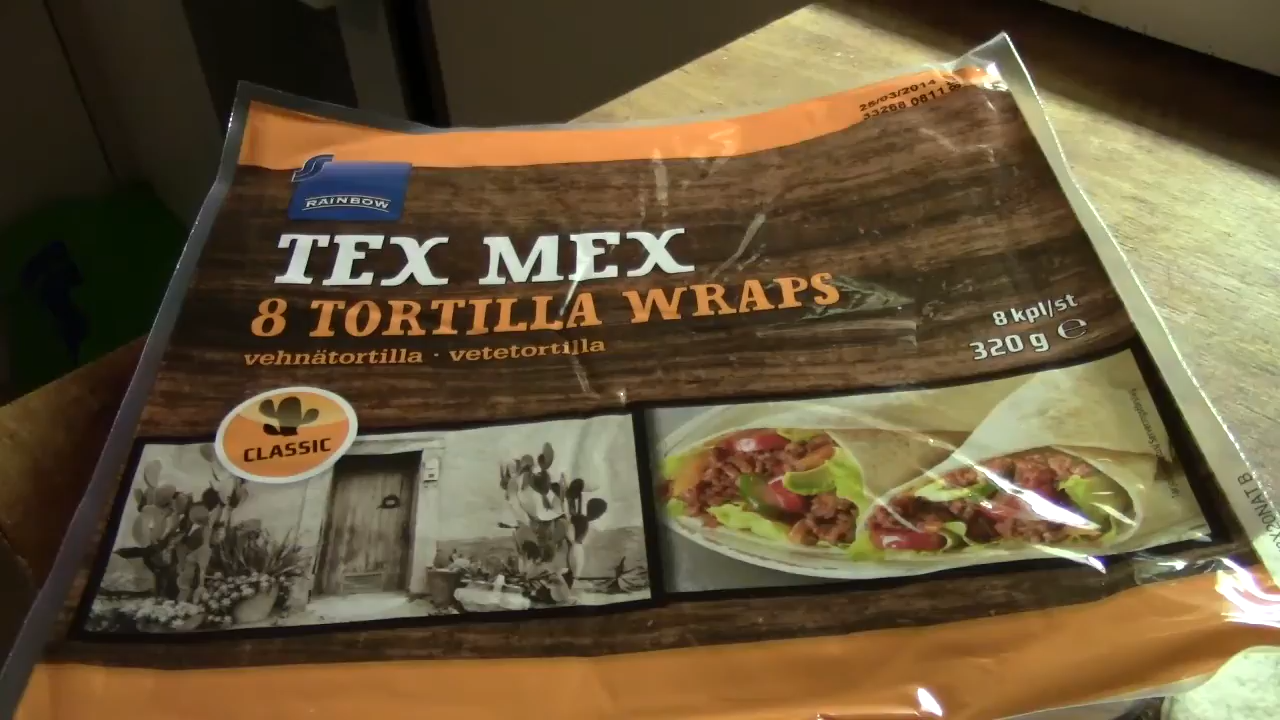 25/03/2014
RAINBOW
TEX MEX
8 TORTILLA WRAPS
vehnätortilla · vetetortilla
8 kpl/st
320 g ℮
CLASSIC